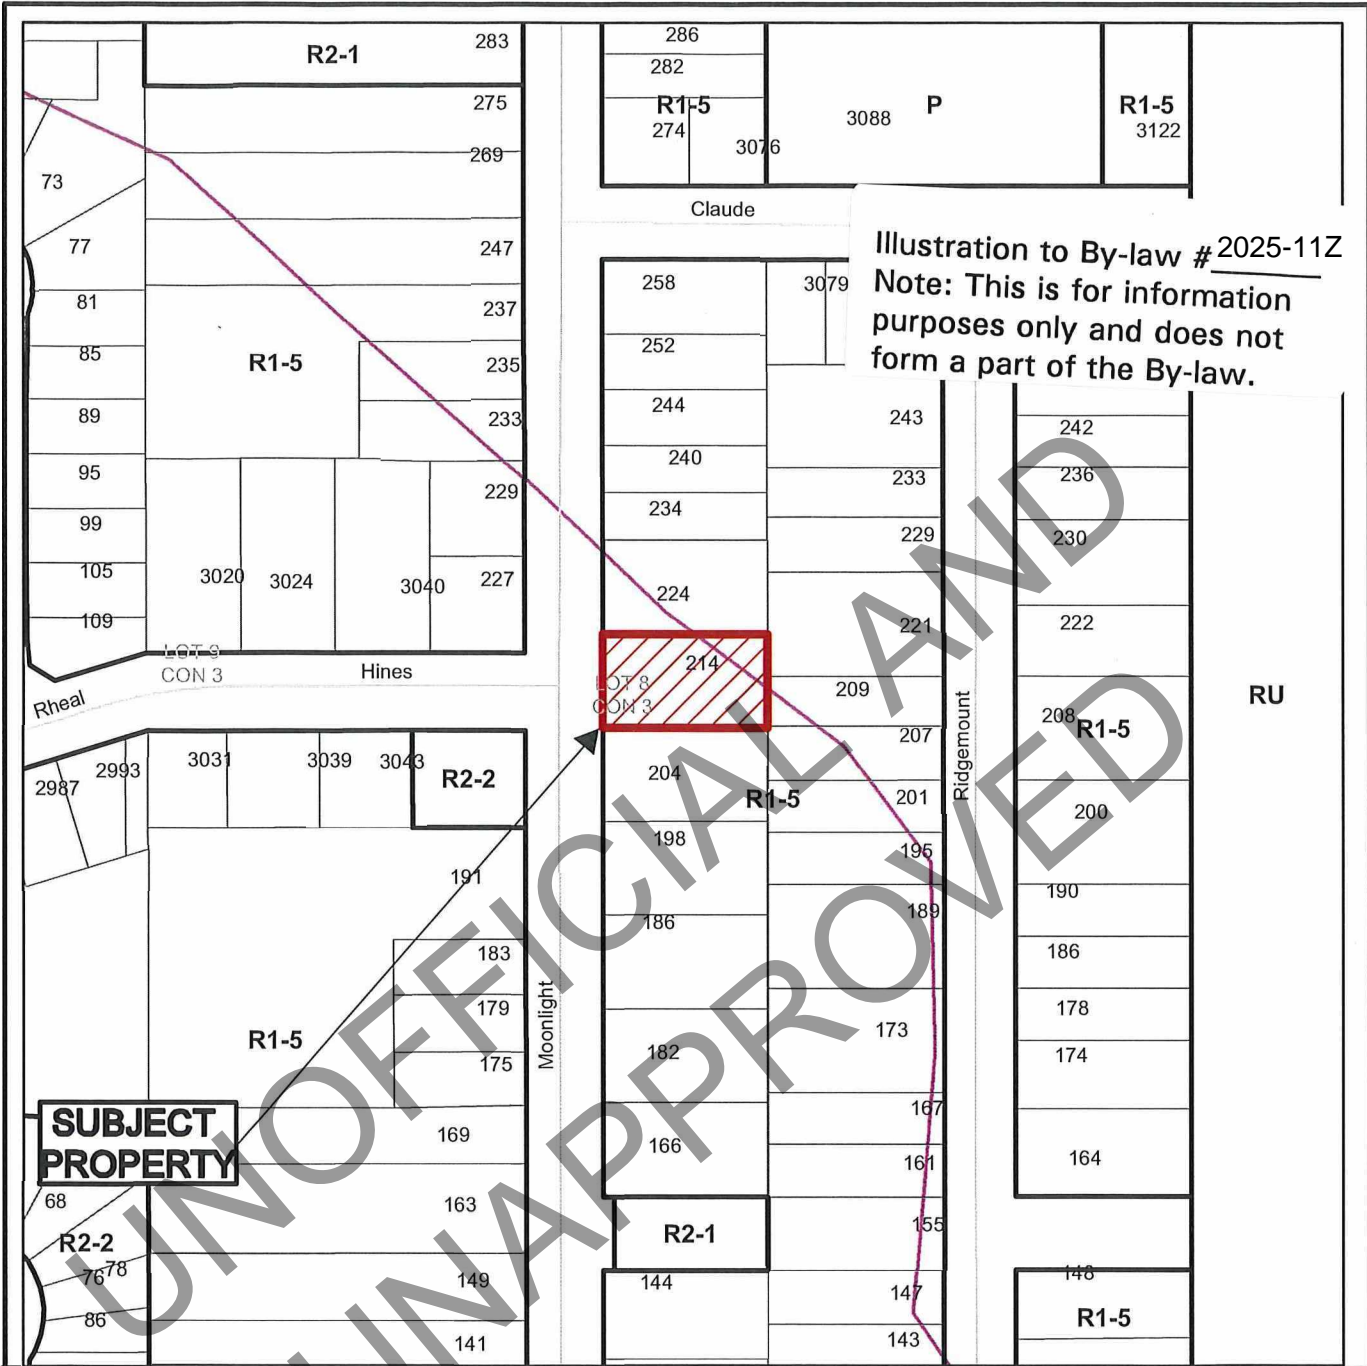 R2-1
283
286
282
R1-5
274
3076
3088
P
R1-5
3122
275
269
73
Claude
77
247
Illustration to By-law # 2025-11Z
Note: This is for information
purposes only and does not
form a part of the By-law.
81
237
258
3079
85
R1-5
235
252
89
233
244
243
242
95
229
240
233
236
99
234
229
230
105
3020
3024
3040
227
224
109
221
222
LOT 9
CON 3
Hines
214
LOT 8
CON 3
209
RU
Rheal
208
R1-5
207
Ridgemount
2987
2993
3031
3039
3043
R2-2
204
R1-5
201
200
198
195
191
190
186
189
183
186
179
Moonlight
173
178
R1-5
175
182
174
SUBJECT
PROPERTY
169
167
166
161
164
68
163
R2-1
155
R2-2
76
78
149
144
147
148
86
141
143
R1-5
UNOFFICIAL AND
UNAPPROVED